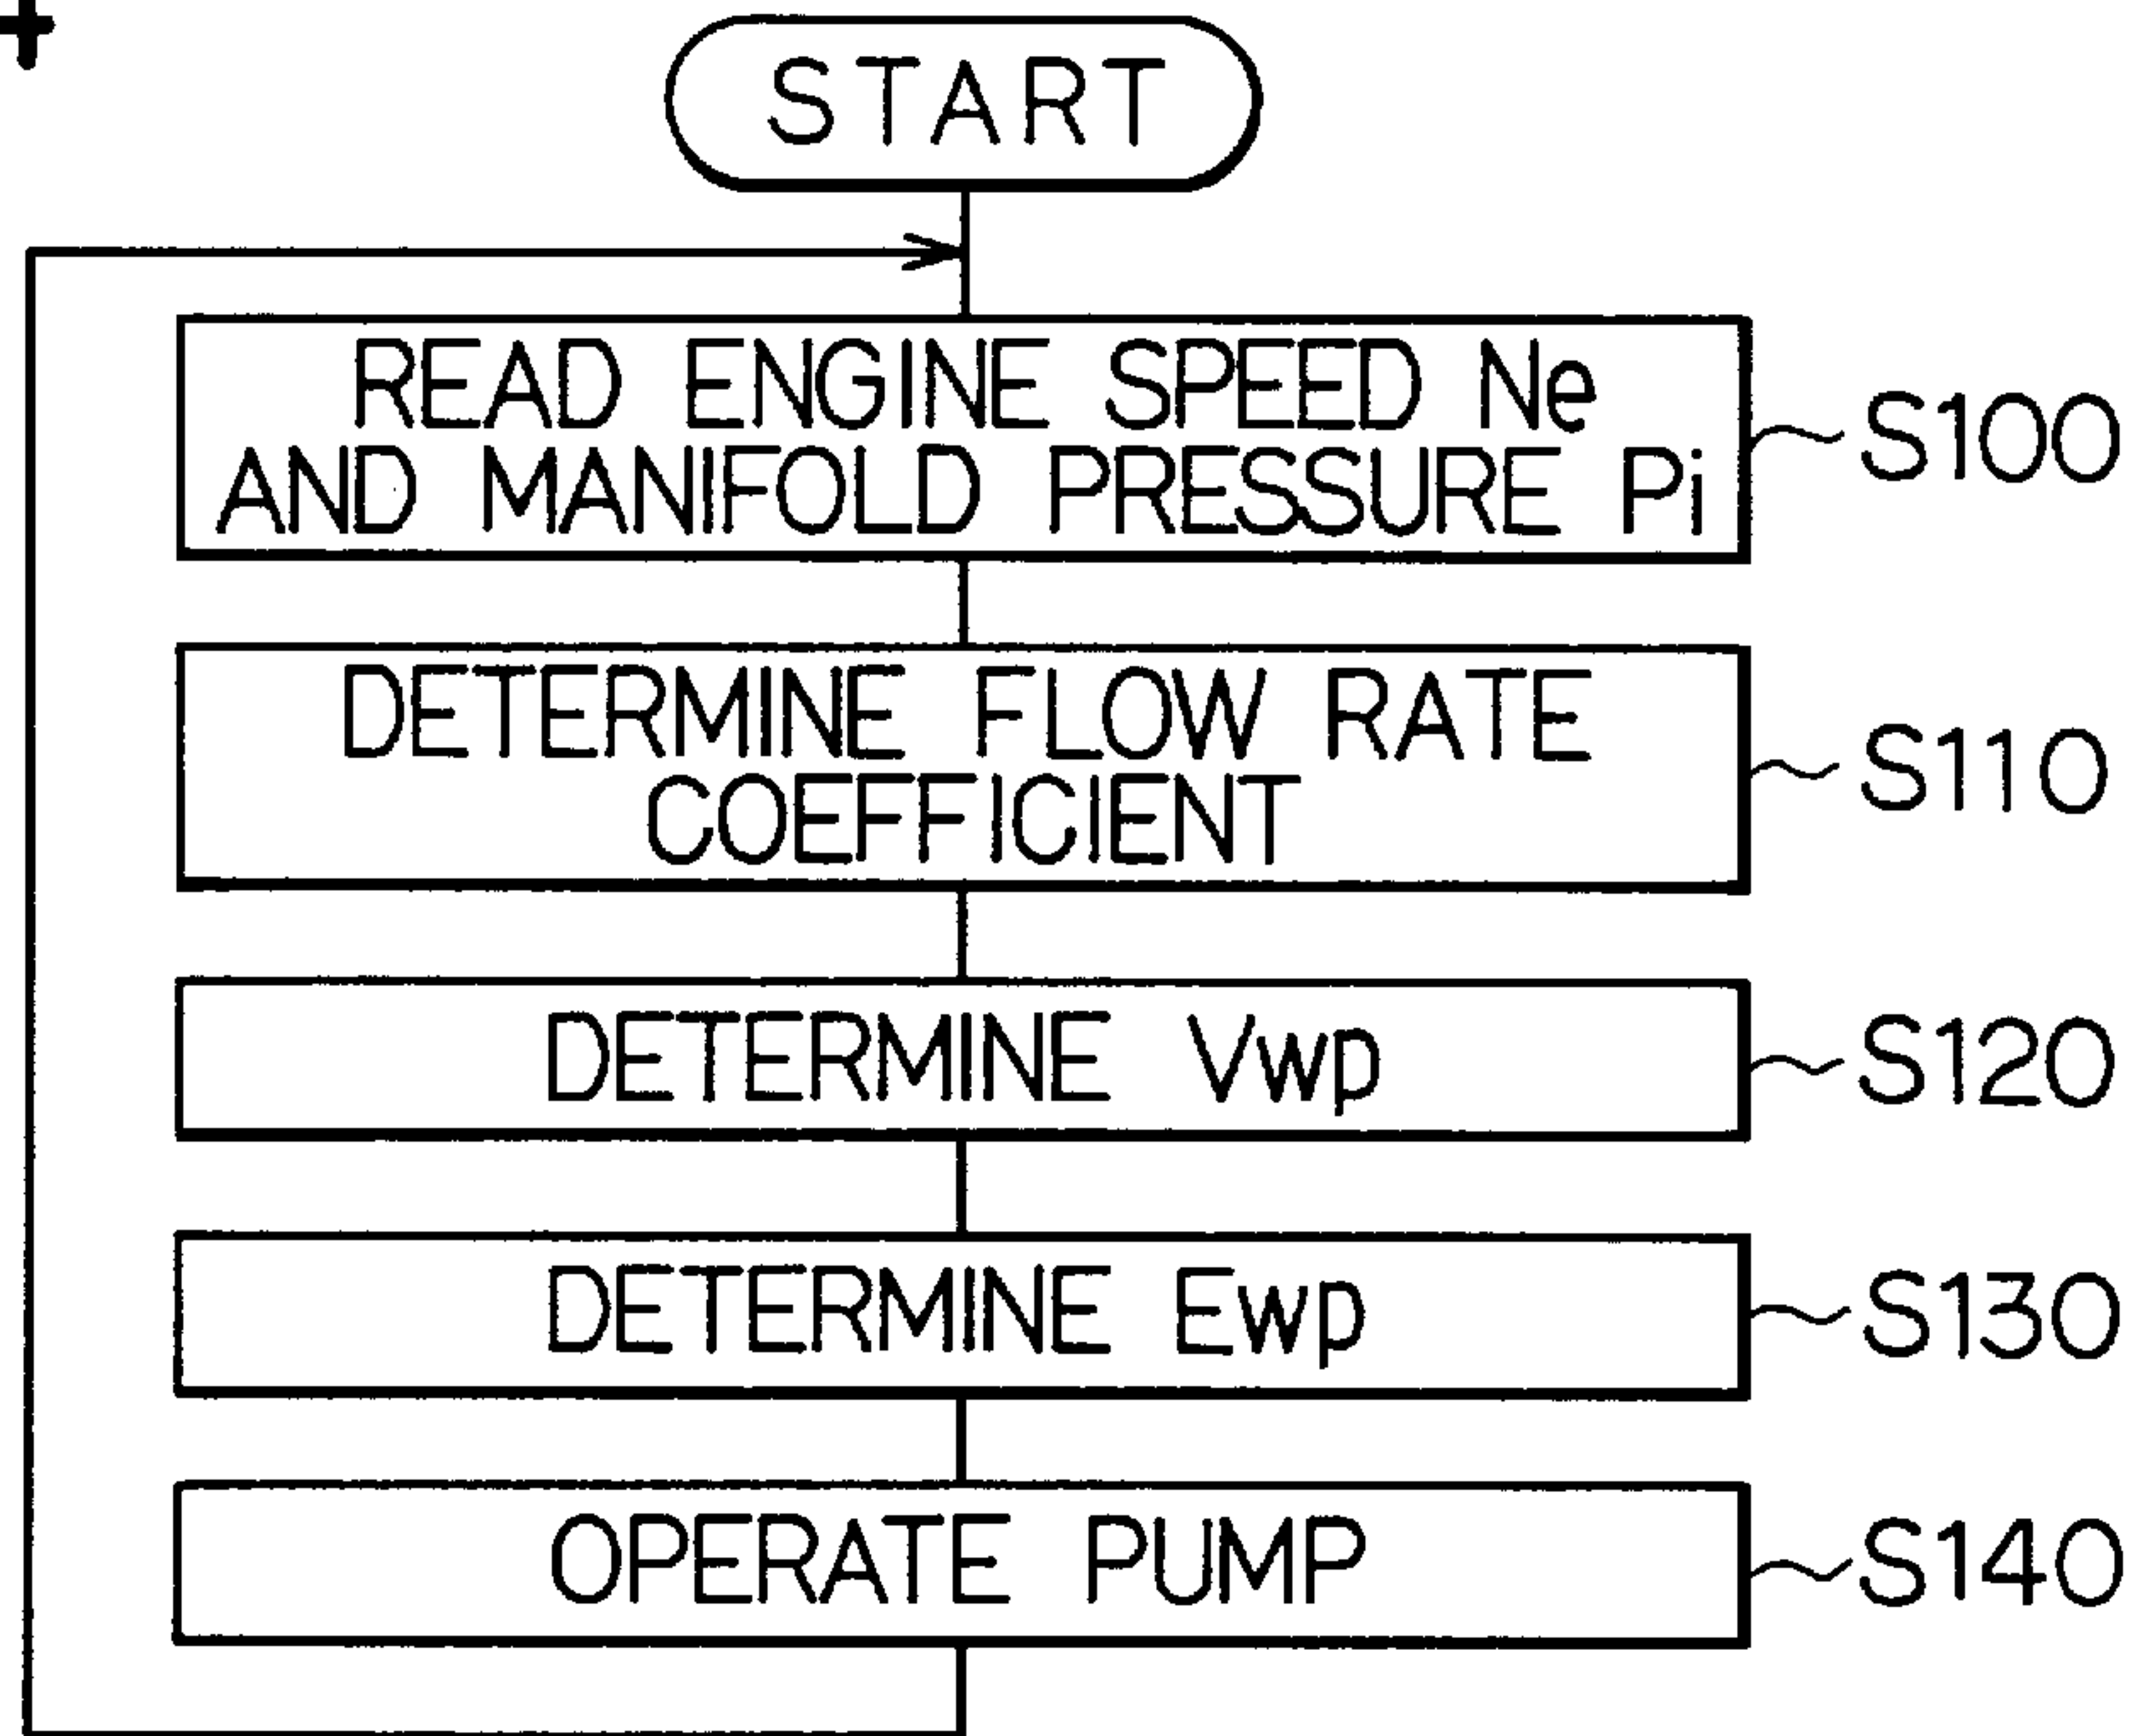 START
READ ENGINE SPEED Ne
AND MANIFOLD PRESSURE Pi
S100
DETERMINE FLOW RATE
COEFFICIENT
S110
DETERMINE Vwp
S120
DETERMINE Ewp
S130
OPERATE PUMP
S140